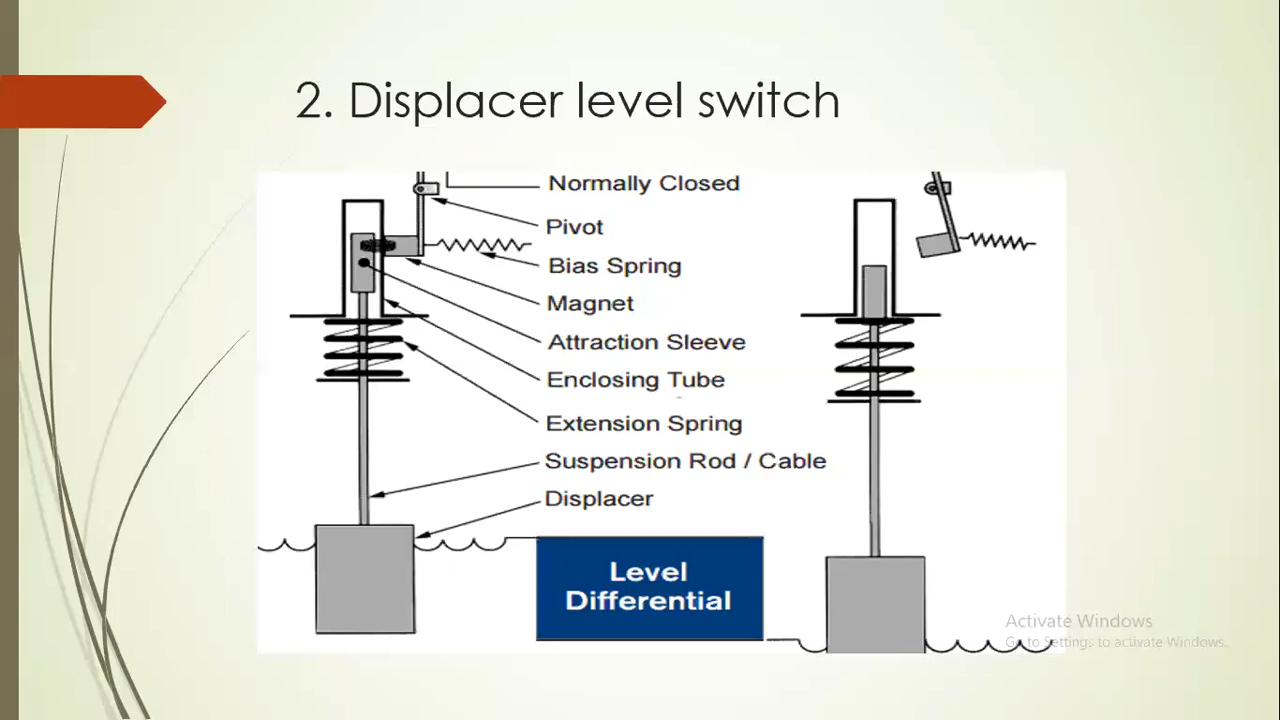 2. Displacer level switch
Normally Closed
Pivot
Bias Spring
Magnet
Attraction Sleeve
Enclosing Tube
Extension Spring
Suspension Rod / Cable
Displacer
Level
Differential
Activate Windows
Go to Settings to activate Windows.